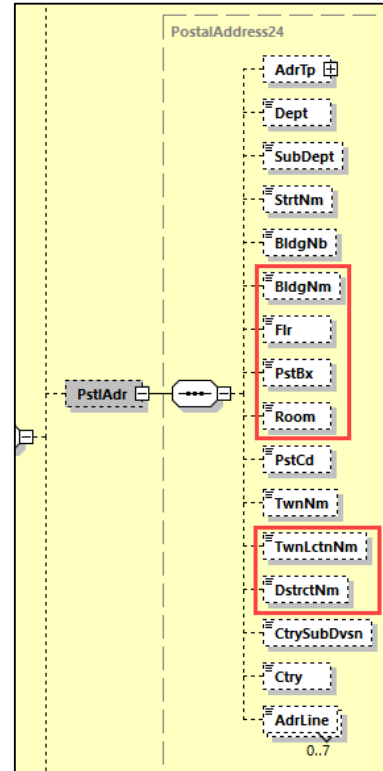 PostalAddress24
AdrTp
Dept
SubDept
StrtNm
BldgNb
BldgNm
Flr
PstlAdr
PstBx
Room
PstCd
TwnNm
TwnLctnNm
DstrctNm
CtrySubDvsn
Ctry
AdrLine
0..7